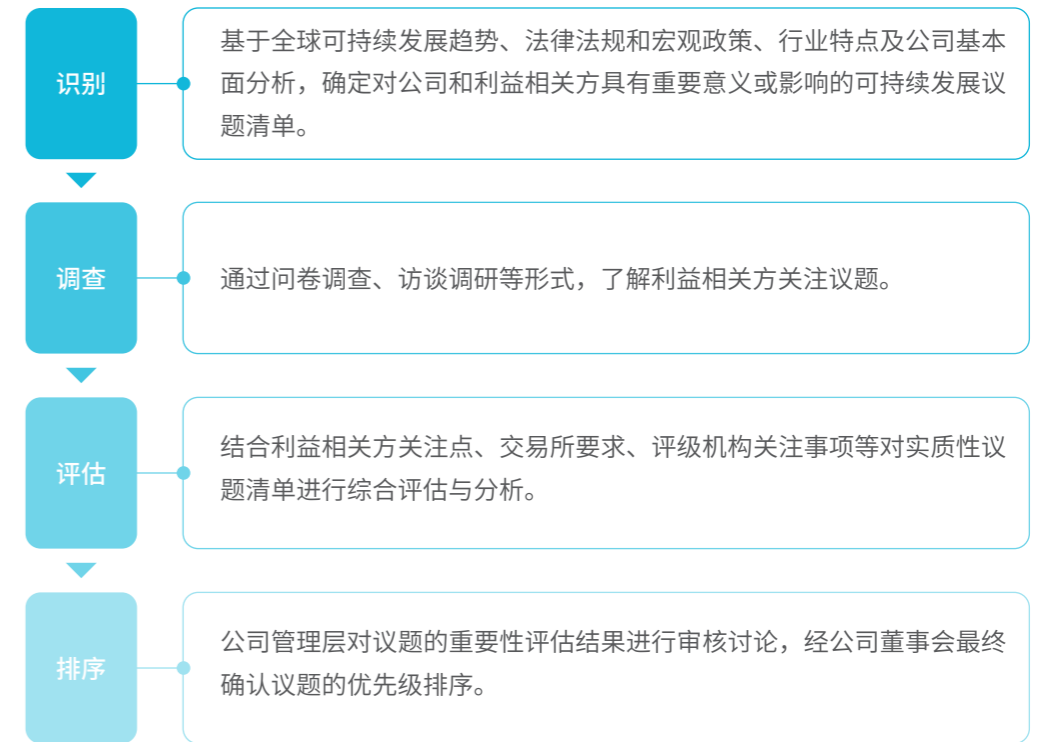 识别
基于全球可持续发展趋势、法律法规和宏观政策、行业特点及公司基本
面分析，确定对公司和利益相关方具有重要意义或影响的可持续发展议
题清单。
调查
通过问卷调查、访谈调研等形式，了解利益相关方关注议题。
评估
结合利益相关方关注点、交易所要求、评级机构关注事项等对实质性议
题清单进行综合评估与分析。
排序
公司管理层对议题的重要性评估结果进行审核讨论，经公司董事会最终
确认议题的优先级排序。